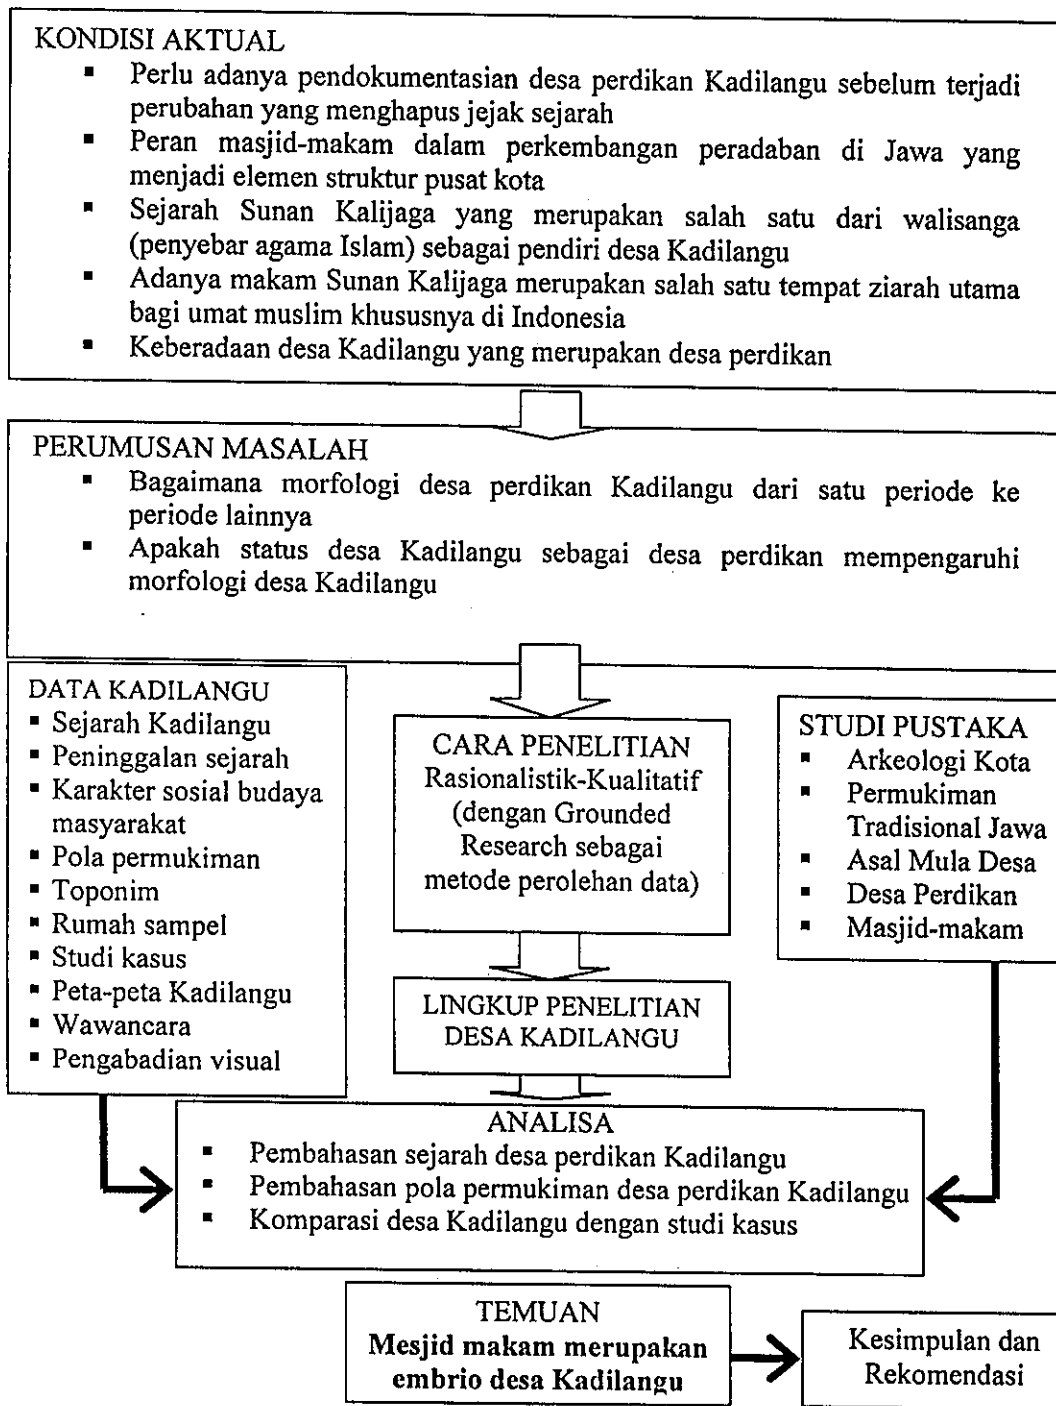 KONDISI AKTUAL
▪ Perlu adanya pendokumentasian desa perdikan Kadilangu sebelum terjadi
perubahan yang menghapus jejak sejarah
▪ Peran masjid-makam dalam perkembangan peradaban di Jawa yang
menjadi elemen struktur pusat kota
▪ Sejarah Sunan Kalijaga yang merupakan salah satu dari walisanga
(penyebar agama Islam) sebagai pendiri desa Kadilangu
▪ Adanya makam Sunan Kalijaga merupakan salah satu tempat ziarah utama
bagi umat muslim khususnya di Indonesia
▪ Keberadaan desa Kadilangu yang merupakan desa perdikan
PERUMUSAN MASALAH
▪ Bagaimana morfologi desa perdikan Kadilangu dari satu periode ke
periode lainnya
▪ Apakah status desa Kadilangu sebagai desa perdikan mempengaruhi
morfologi desa Kadilangu
DATA KADILANGU
▪ Sejarah Kadilangu
▪ Peninggalan sejarah
▪ Karakter sosial budaya
masyarakat
▪ Pola permukiman
▪ Toponim
▪ Rumah sampel
▪ Studi kasus
▪ Peta-peta Kadilangu
▪ Wawancara
▪ Pengabadian visual
CARA PENELITIAN
Rasionalistik-Kualitatif
(dengan Grounded
Research sebagai
metode perolehan data)
LINGKUP PENELITIAN
DESA KADILANGU
STUDI PUSTAKA
▪ Arkeologi Kota
▪ Permukiman
Tradisional Jawa
▪ Asal Mula Desa
▪ Desa Perdikan
▪ Masjid-makam
ANALISA
▪ Pembahasan sejarah desa perdikan Kadilangu
▪ Pembahasan pola permukiman desa perdikan Kadilangu
▪ Komparasi desa Kadilangu dengan studi kasus
TEMUAN
Mesjid makam merupakan
embrio desa Kadilangu
Kesimpulan dan
Rekomendasi